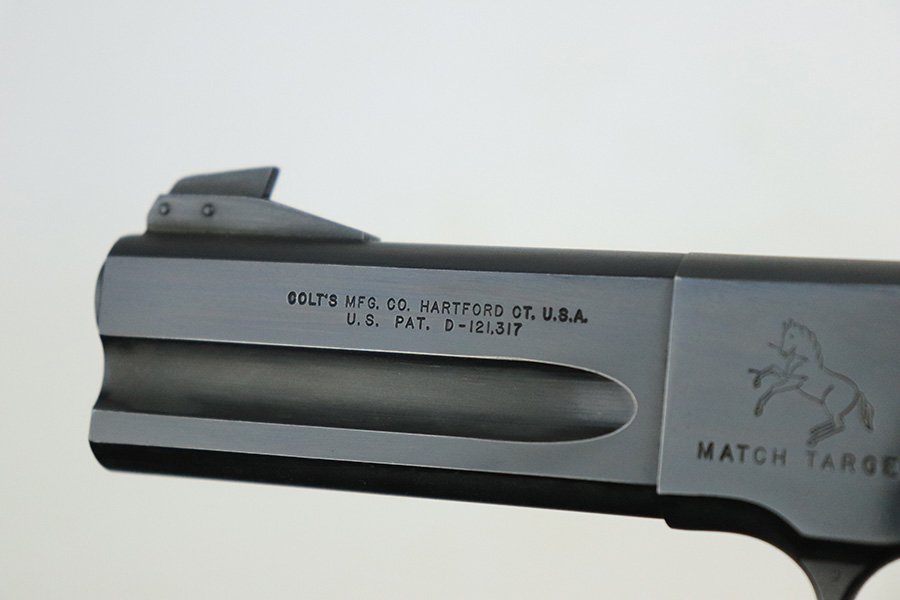 COLT'S MFG. CO. HARTFORD CT. U.S.A.
U.S. PAT. D-121,317
MATCH TARGE